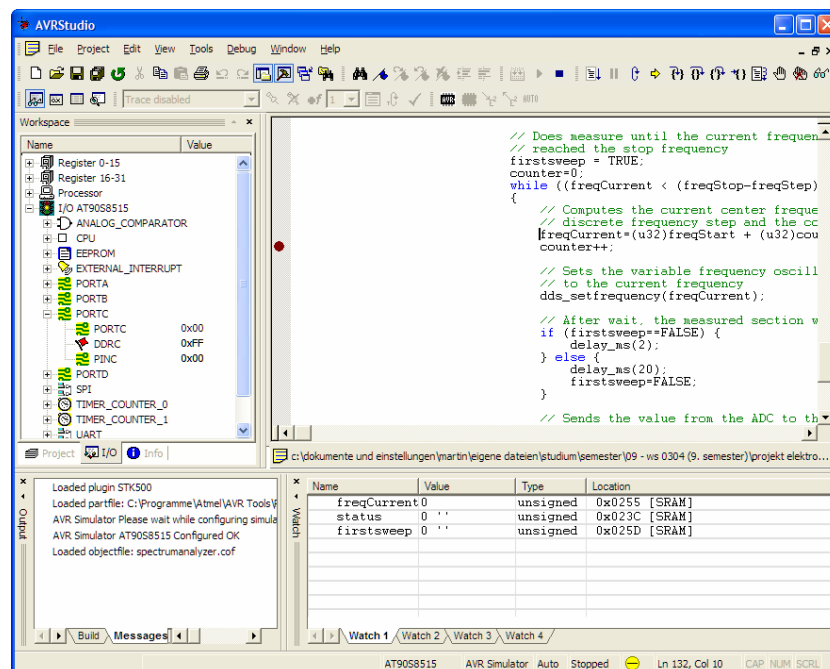 AVRStudio
File Project Edit View Tools Debug Window Help
Trace disabled
1
AUTO
Workspace
Name Value
Register 0-15
Register 16-31
Processor
I/O AT90S8515
ANALOG_COMPARATOR
CPU
EEPROM
EXTERNAL_INTERRUPT
PORTA
PORTB
PORTC
PORTC 0x00
DDRC 0xFF
PINC 0x00
PORTD
SPI
TIMER_COUNTER_0
TIMER_COUNTER_1
UART
Project I/O Info
// Does measure until the current frequen
// reached the stop frequency
firstsweep = TRUE;
counter=0;
while ((freqCurrent < (freqStop-freqStep)
{
// Computes the current center freque
// discrete frequency step and the co
freqCurrent=(u32)freqStart + (u32)cou
counter++;
// Sets the variable frequency oscill
// to the current frequency
dds_setfrequency(freqCurrent);
// After wait, the measured section w
if (firstsweep==FALSE) {
delay_ms(2);
} else {
delay_ms(20);
firstsweep=FALSE;
}
// Sends the value from the ADC to th
c:\dokumente und einstellungen\martin\eigene dateien\studium\semester\09 - ws 0304 (9. semester)\projekt elektro...
Output
Loaded plugin STK500
Loaded partfile: C:\Programme\Atmel\AVR Tools\P
AVR Simulator Please wait while configuring simula
AVR Simulator AT90S8515 Configured OK
Loaded objectfile: spectrumanalyzer.cof
Build Messages
Watch
Name Value Type Location
freqCurrent 0 unsigned 0x0255 [SRAM]
status 0 '' unsigned 0x023C [SRAM]
firstsweep 0 '' unsigned 0x025D [SRAM]
Watch 1 Watch 2 Watch 3 Watch 4
AT90S8515 AVR Simulator Auto Stopped Ln 132, Col 10 CAP NUM SCRL